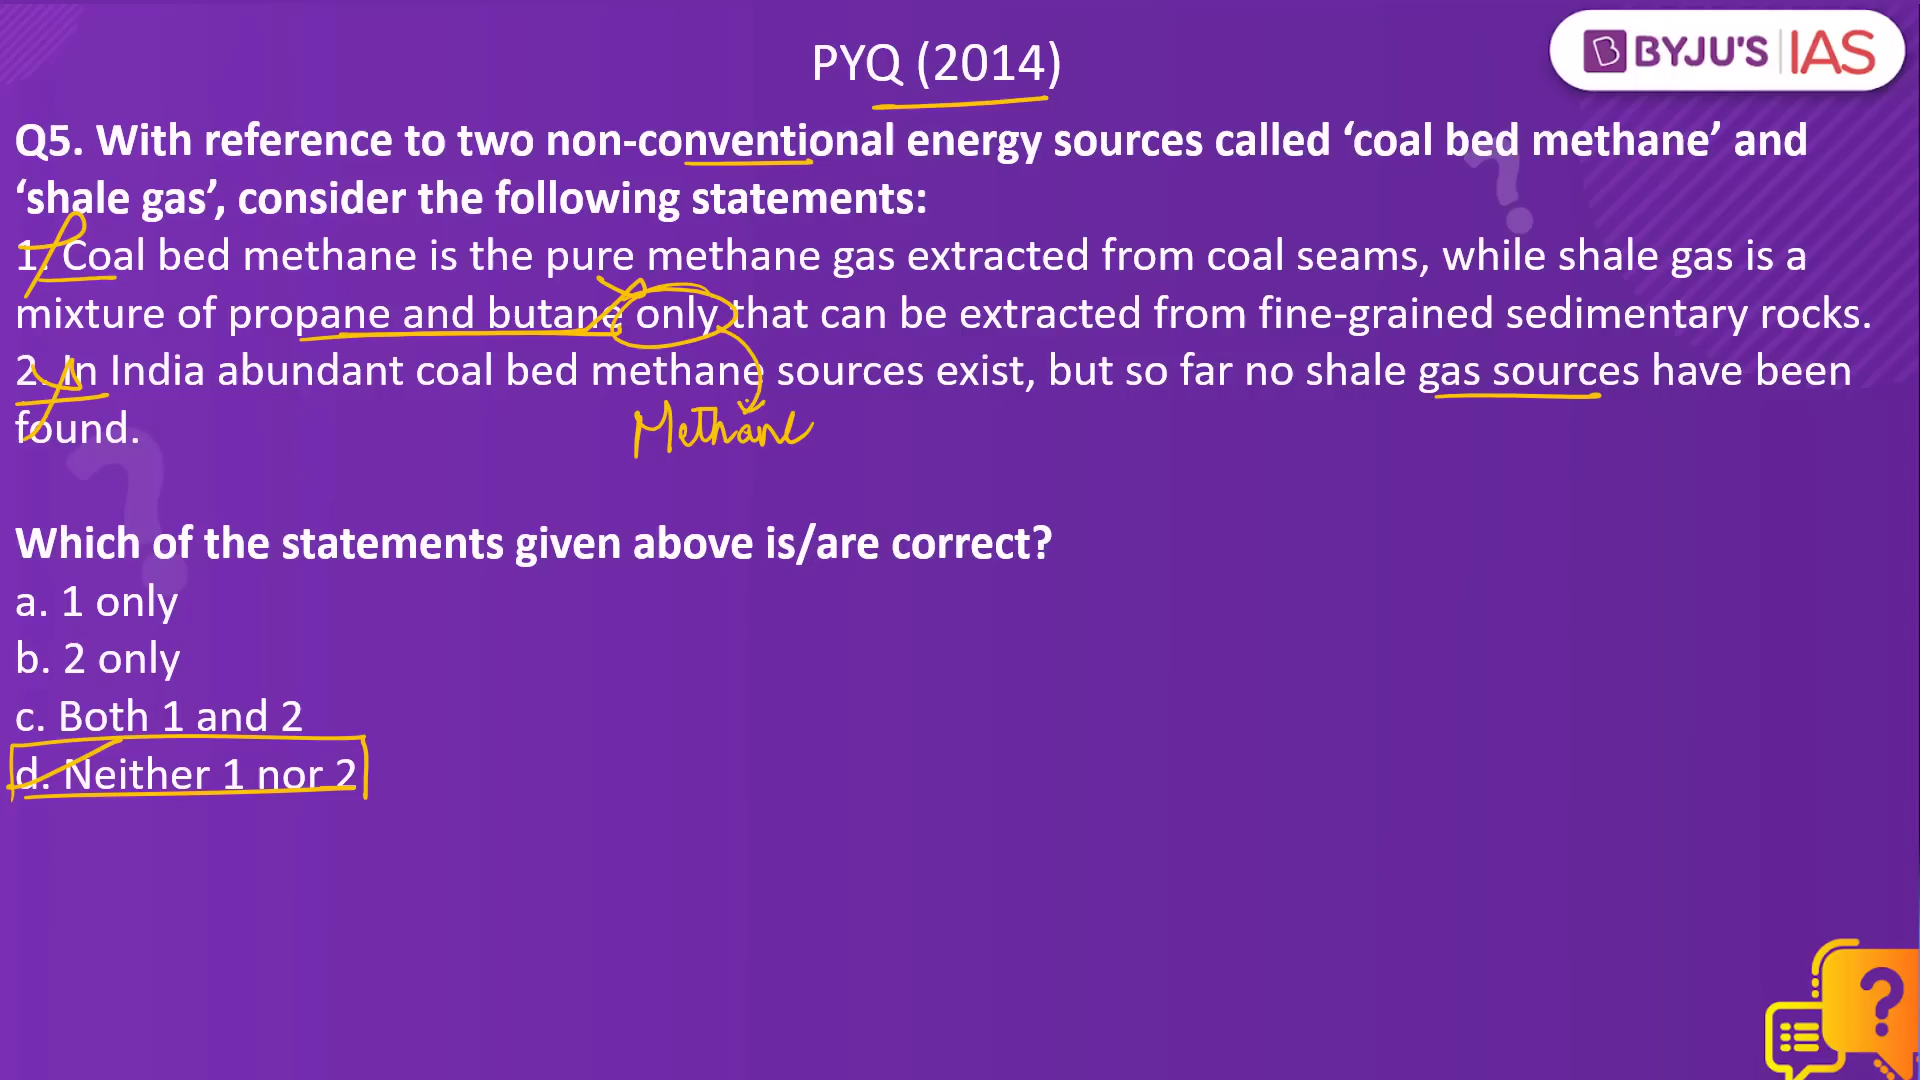 PYQ (2014)
BYJU'S IAS
Q5. With reference to two non-conventional energy sources called ‘coal bed methane’ and
‘shale gas’, consider the following statements:
1. Coal bed methane is the pure methane gas extracted from coal seams, while shale gas is a
mixture of propane and butane only that can be extracted from fine-grained sedimentary rocks.
2. In India abundant coal bed methane sources exist, but so far no shale gas sources have been
found.
Methane
Which of the statements given above is/are correct?
a. 1 only
b. 2 only
c. Both 1 and 2
d. Neither 1 nor 2